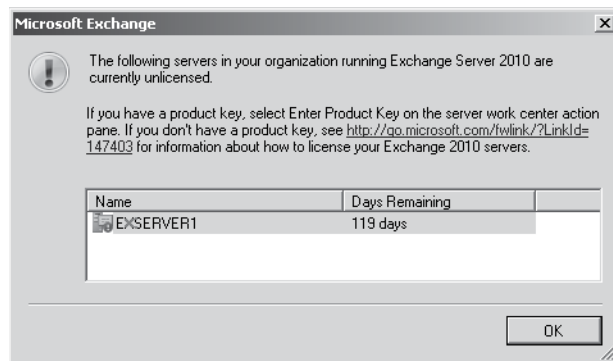 Microsoft Exchange
The following servers in your organization running Exchange Server 2010 are
currently unlicensed.
If you have a product key, select Enter Product Key on the server work center action
pane. If you don't have a product key, see http://go.microsoft.com/fwlink/?LinkId=
147403 for information about how to license your Exchange 2010 servers.
Name Days Remaining
EXSERVER1 119 days
OK